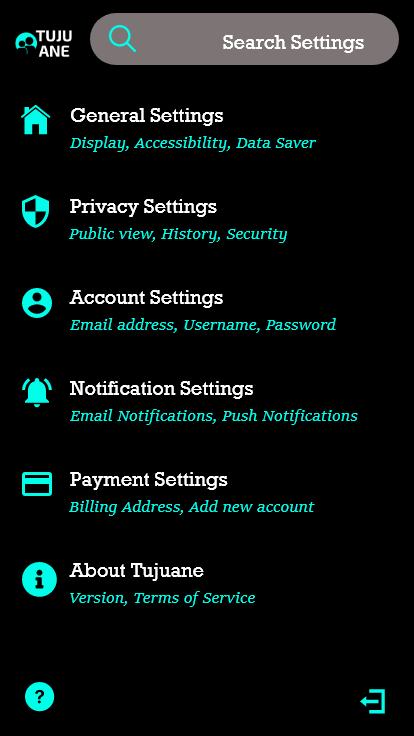 TUJU
ANE
Search Settings
General Settings
Display, Accessibility, Data Saver
Privacy Settings
Public view, History, Security
Account Settings
Email address, Username, Password
Notification Settings
Email Notifications, Push Notifications
Payment Settings
Billing Address, Add new account
About Tujuane
Version, Terms of Service
?